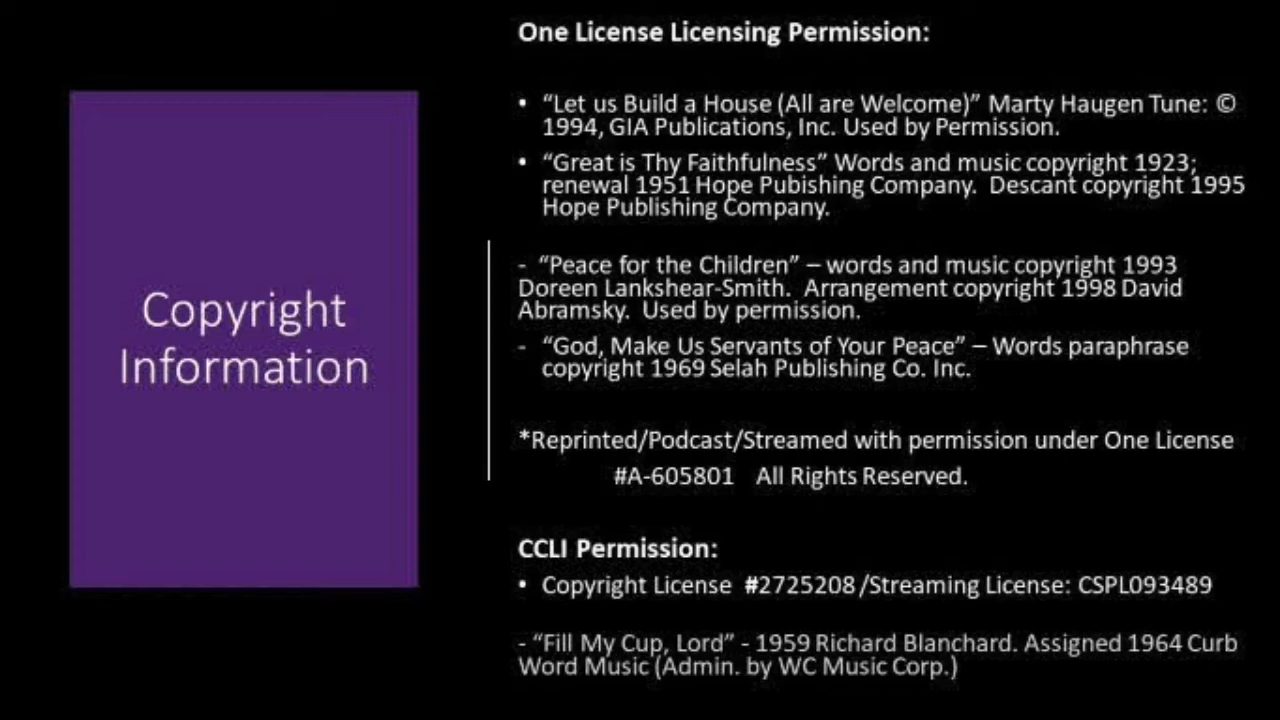 Copyright
Information
One License Licensing Permission:
• “Let us Build a House (All are Welcome)” Marty Haugen Tune: ©
1994, GIA Publications, Inc. Used by Permission.
• “Great is Thy Faithfulness” Words and music copyright 1923;
renewal 1951 Hope Pubishing Company.  Descant copyright 1995
Hope Publishing Company.
-  “Peace for the Children” – words and music copyright 1993
Doreen Lankshear-Smith.  Arrangement copyright 1998 David
Abramsky.  Used by permission.
-  “God, Make Us Servants of Your Peace” – Words paraphrase
copyright 1969 Selah Publishing Co. Inc.
*Reprinted/Podcast/Streamed with permission under One License
#A-605801    All Rights Reserved.
CCLI Permission:
• Copyright License  #2725208 /Streaming License: CSPL093489
- “Fill My Cup, Lord” - 1959 Richard Blanchard. Assigned 1964 Curb
Word Music (Admin. by WC Music Corp.)